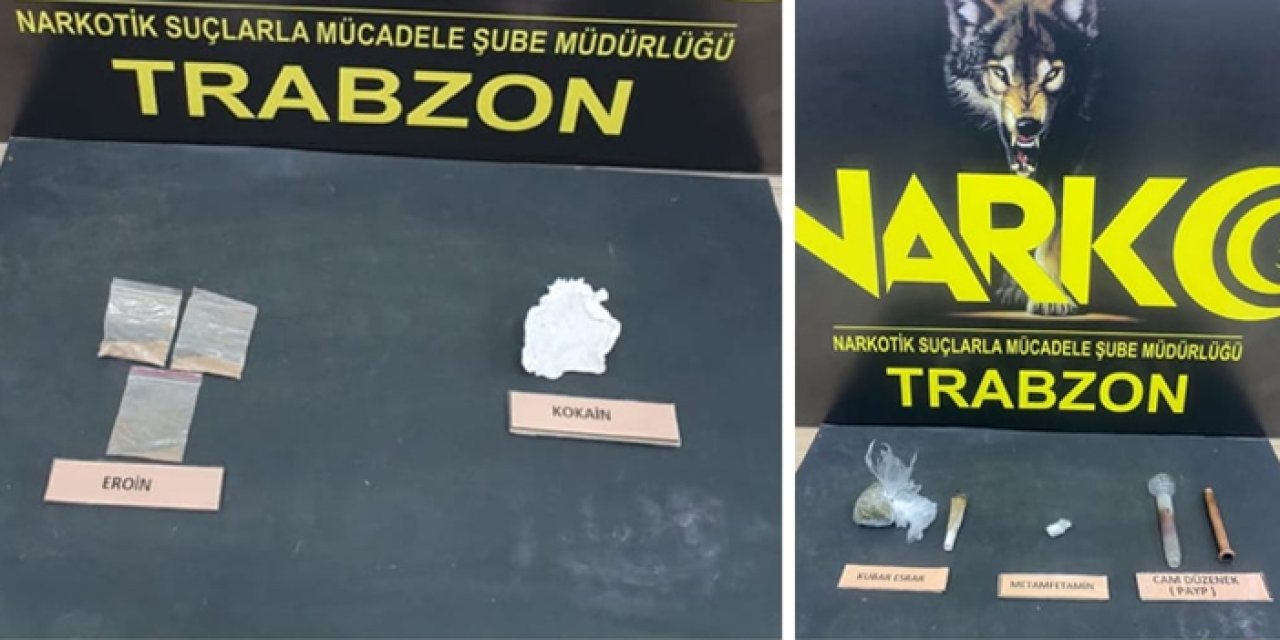 NARKOTİK SUÇLARLA MÜCADELE ŞUBE MÜDÜRLÜĞÜ
TRABZON
KOKAİN
EROİN
NARKO
NARKOTİK SUÇLARLA MÜCADELE ŞUBE MÜDÜRLÜĞÜ
TRABZON
KUBAR ESRAR
METAMFETAMİN
CAM DÜZENEK
( PAYP )